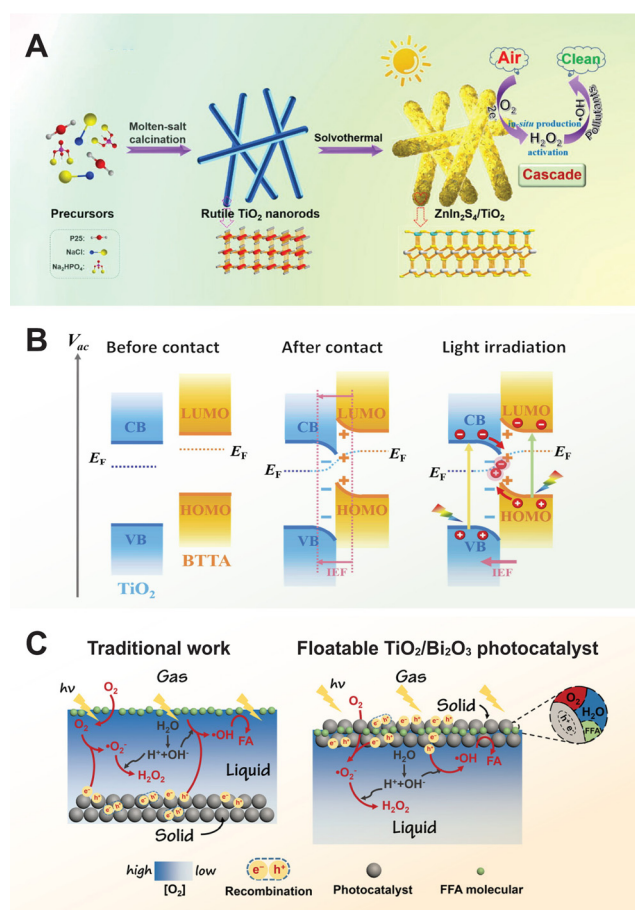 A
Air
Clean
2e⁻
O₂
in-situ production
H₂O₂
activation
HO•
Pollutants
Cascade
Molten-salt
calcination
Solvothermal
Precursors
Rutile TiO₂ nanorods
ZnIn₂S₄/TiO₂
P25:
NaCl:
Na₂HPO₄:
B
Vac
Before contact
After contact
Light irradiation
CB
LUMO
EF
EF
HOMO
VB
TiO₂
BTTA
CB
LUMO
EF
EF
HOMO
VB
IEF
CB
LUMO
EF
EF
HOMO
VB
IEF
C
Traditional work
Floatable TiO₂/Bi₂O₃ photocatalyst
hν
O₂
Gas
O₂
H₂O
•OH
FA
•O₂⁻
H⁺+OH⁻
H₂O₂
Liquid
e⁻ h⁺
Solid
hν
Gas
O₂
Solid
e⁻ h⁺
H₂O
•OH
FA
•O₂⁻
H⁺+OH⁻
H₂O₂
Liquid
O₂
H₂O
h⁺ e⁻
FFA
high
low
[O₂]
e⁻ h⁺
Recombination
Photocatalyst
FFA molecular